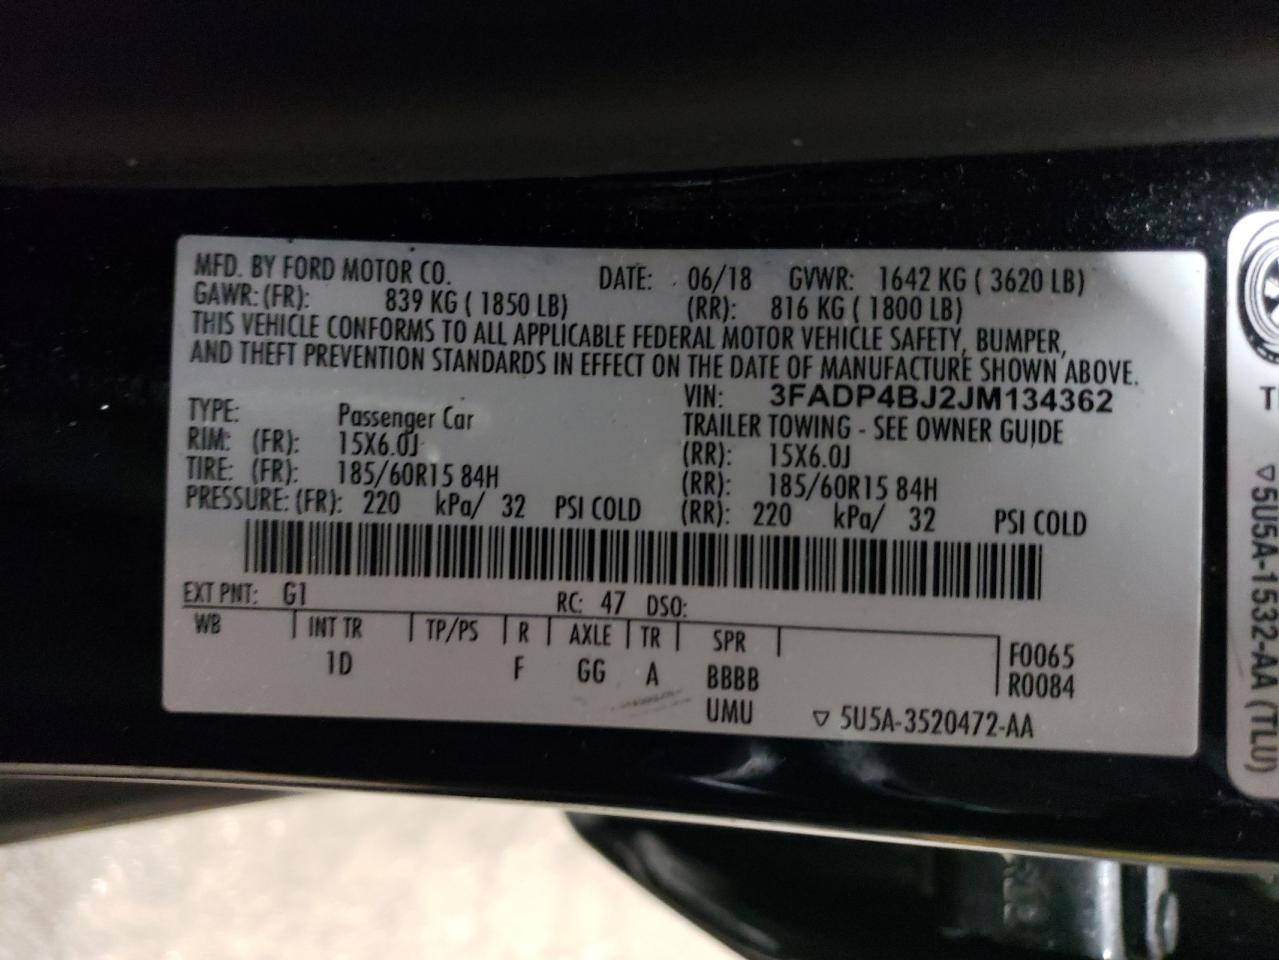 MFD. BY FORD MOTOR CO. DATE: 06/18 GVWR: 1642 KG ( 3620 LB)
GAWR: (FR): 839 KG ( 1850 LB) (RR): 816 KG ( 1800 LB)
THIS VEHICLE CONFORMS TO ALL APPLICABLE FEDERAL MOTOR VEHICLE SAFETY, BUMPER,
AND THEFT PREVENTION STANDARDS IN EFFECT ON THE DATE OF MANUFACTURE SHOWN ABOVE.
VIN: 3FADP4BJ2JM134362
TYPE: Passenger Car TRAILER TOWING - SEE OWNER GUIDE
RIM: (FR): 15X6.0J (RR): 15X6.0J
TIRE: (FR): 185/60R15 84H (RR): 185/60R15 84H
PRESSURE: (FR): 220 kPa/ 32 PSI COLD (RR): 220 kPa/ 32 PSI COLD
EXT PNT: G1 RC: 47 DSO:
WB INT TR TP/PS R AXLE TR SPR
1D F GG A BBBB
UMU
F0065
R0084
▽ 5U5A-3520472-AA
▽5U5A-1532-AA (TLU)